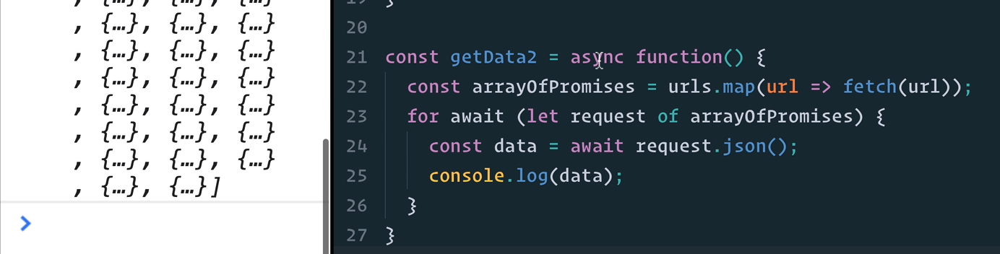 , {…}, {…}, {…}
, {…}, {…}, {…}
, {…}, {…}, {…}
, {…}, {…}, {…}
, {…}, {…}, {…}
, {…}, {…}, {…}
, {…}, {…}]
>
20
21 const getData2 = async function() {
22 const arrayOfPromises = urls.map(url => fetch(url));
23 for await (let request of arrayOfPromises) {
24 const data = await request.json();
25 console.log(data);
26 }
27 }